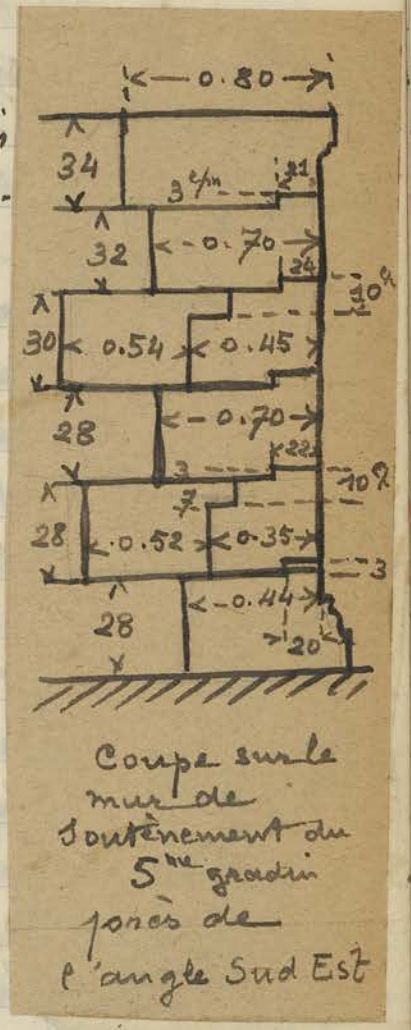 0.80
34
3 c/m
21
32
0.70
24
10 c
30
0.54
0.45
28
0.70
22
3
10 c
7
28
0.52
0.35
3
0.44
28
20
Coupe sur le
mur de
Soutènement du
5me gradin
près de
l'angle Sud Est